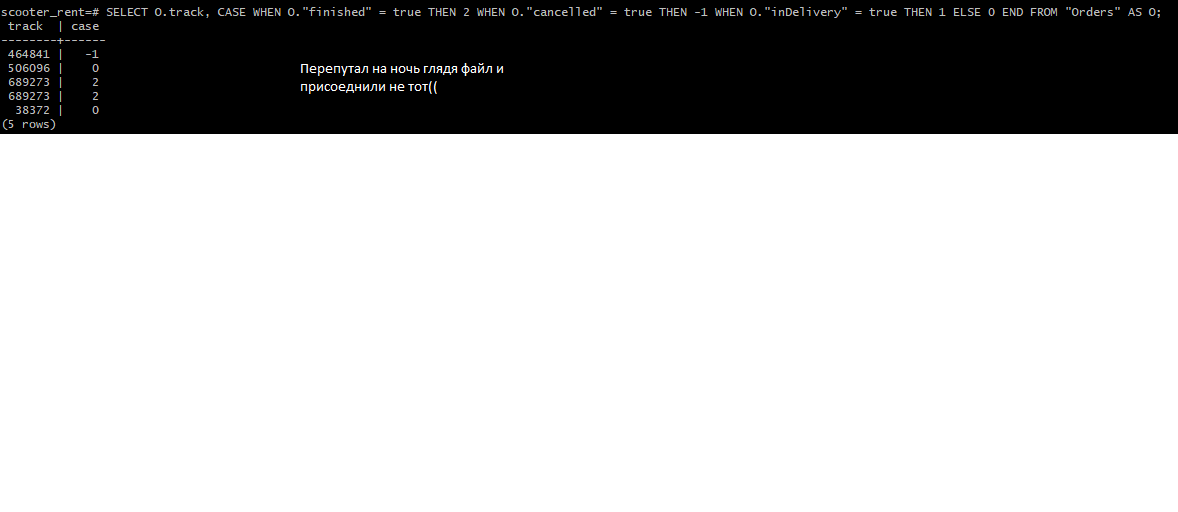 scooter_rent=# SELECT O.track, CASE WHEN O."finished" = true THEN 2 WHEN O."cancelled" = true THEN -1 WHEN O."inDelivery" = true THEN 1 ELSE 0 END FROM "Orders" AS O;
track | case
--------+------
464841 | -1
506096 | 0
689273 | 2
689273 | 2
38372 | 0
(5 rows)
Перепутал на ночь глядя файл и
присоеднили не тот((